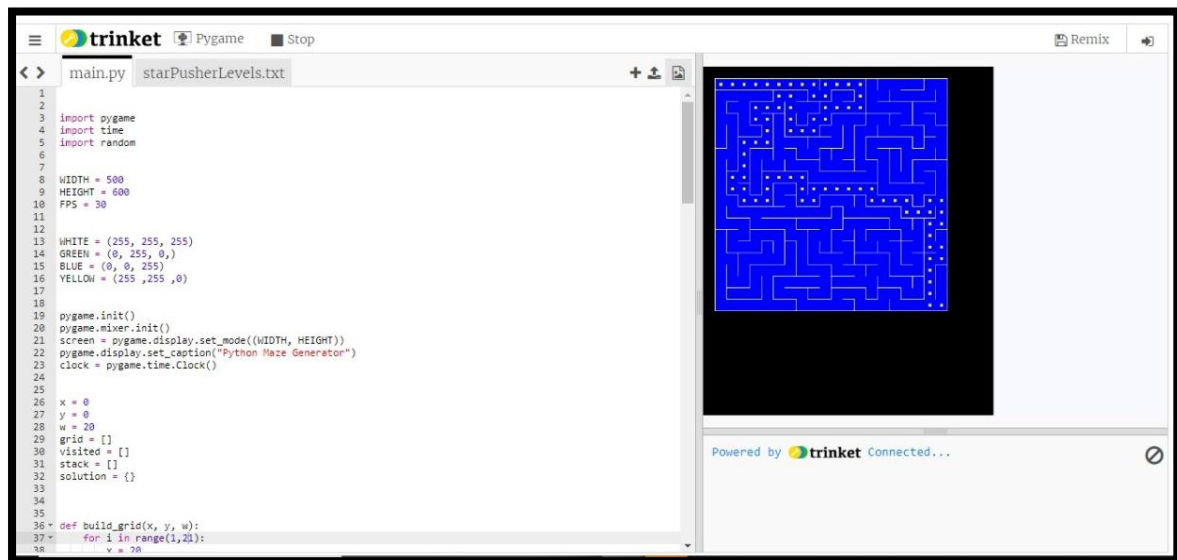 trinket Pygame Stop Remix
main.py starPusherLevels.txt
1
2
3 import pygame
4 import time
5 import random
6
7
8 WIDTH = 500
9 HEIGHT = 600
10 FPS = 30
11
12
13 WHITE = (255, 255, 255)
14 GREEN = (0, 255, 0,)
15 BLUE = (0, 0, 255)
16 YELLOW = (255 ,255 ,0)
17
18
19 pygame.init()
20 pygame.mixer.init()
21 screen = pygame.display.set_mode((WIDTH, HEIGHT))
22 pygame.display.set_caption("Python Maze Generator")
23 clock = pygame.time.Clock()
24
25
26 x = 0
27 y = 0
28 w = 20
29 grid = []
30 visited = []
31 stack = []
32 solution = {}
33
34
35
36 def build_grid(x, y, w):
37 for i in range(1,21):
38 x = 20
Powered by trinket Connected...